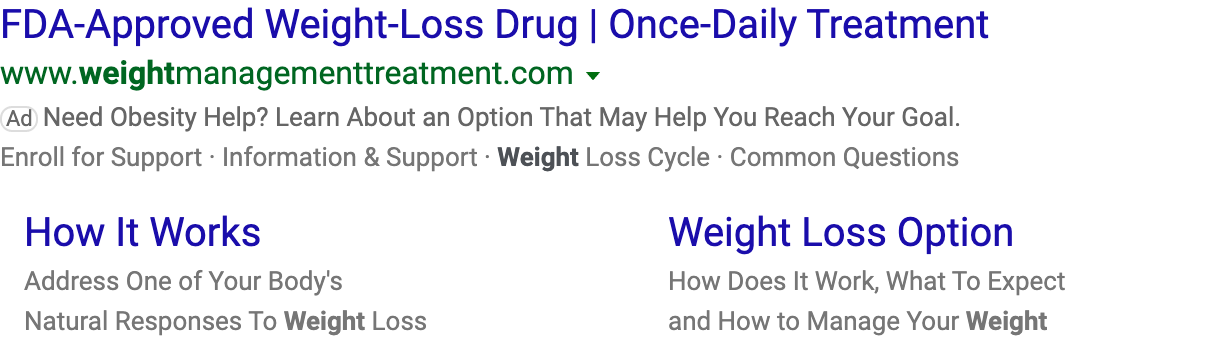 FDA-Approved Weight-Loss Drug | Once-Daily Treatment
www.weightmanagementtreatment.com
Ad Need Obesity Help? Learn About an Option That May Help You Reach Your Goal.
Enroll for Support · Information & Support · Weight Loss Cycle · Common Questions
How It Works
Address One of Your Body's
Natural Responses To Weight Loss
Weight Loss Option
How Does It Work, What To Expect
and How to Manage Your Weight